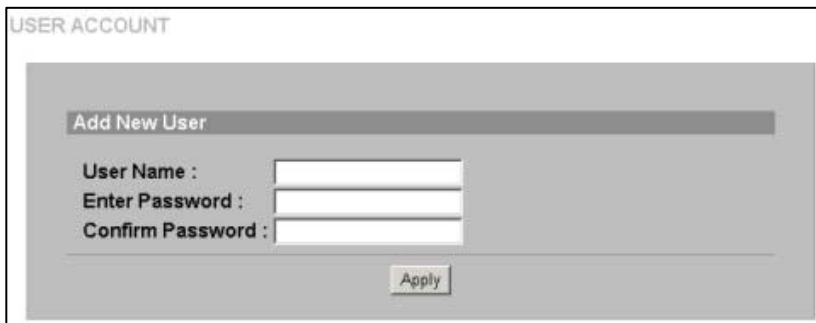 USER ACCOUNT
Add New User
User Name :
Enter Password :
Confirm Password :
Apply